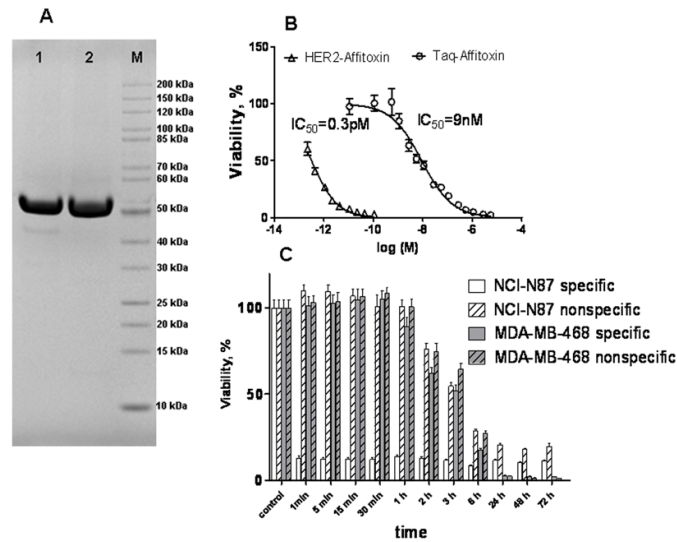 A
1 2 M
200 kDa
150 kDa
120 kDa
100 kDa
85 kDa
70 kDa
60 kDa
50 kDa
40 kDa
30 kDa
25 kDa
20 kDa
15 kDa
10 kDa
B
Viability, %
150
100
50
0
HER2-Affitoxin
Taq-Affitoxin
IC50=0.3pM
IC50=9nM
-14 -12 -10 -8 -6 -4
log (M)
C
Viability, %
100
50
0
NCI-N87 specific
NCI-N87 nonspecific
MDA-MB-468 specific
MDA-MB-468 nonspecific
control 1min 5 min 15 min 30 min 1 h 2 h 3 h 6 h 24 h 48 h 72 h
time